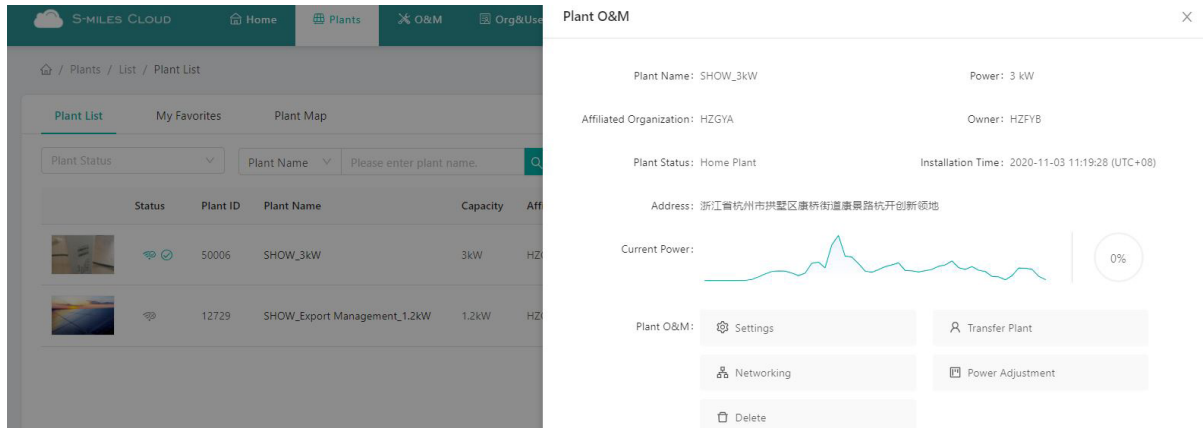 S-MILES CLOUD
Home
Plants
O&M
Org&Use
/ Plants / List / Plant List
Plant List
My Favorites
Plant Map
Plant Status
Plant Name
Please enter plant name.
Status
Plant ID
Plant Name
Capacity
Affi
50006
SHOW_3kW
3kW
HZ
12729
SHOW_Export Management_1.2kW
1.2kW
HZ
Plant O&M
Plant Name: SHOW_3kW
Power: 3 kW
Affiliated Organization: HZGYA
Owner: HZFYB
Plant Status: Home Plant
Installation Time: 2020-11-03 11:19:28 (UTC+08)
Address: 浙江省杭州市拱墅区康桥街道康景路杭开创新领地
Current Power:
0%
Plant O&M:
Settings
Transfer Plant
Networking
Power Adjustment
Delete